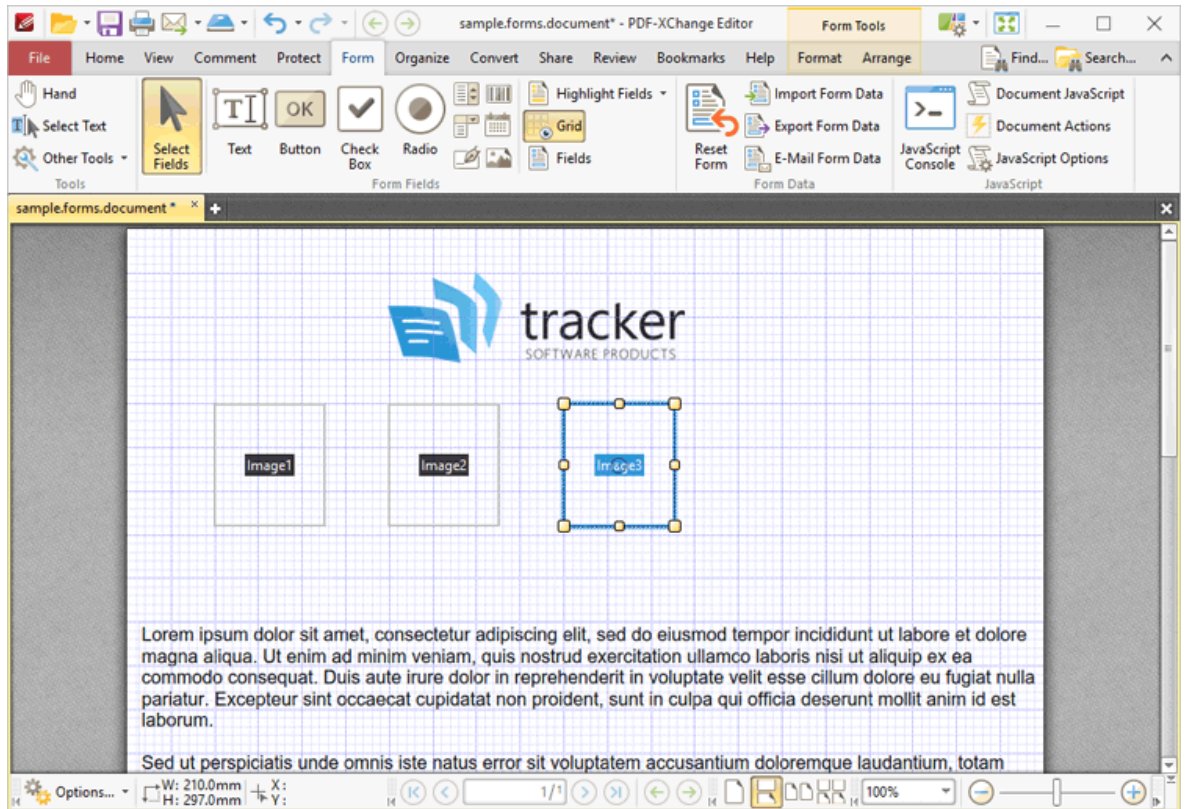 sample.forms.document* - PDF-XChange Editor
Form Tools
File Home View Comment Protect Form Organize Convert Share Review Bookmarks Help Format Arrange Find... Search...
Hand
Select Text
Other Tools
Tools
Select Fields
Text
Button
OK
Check Box
Radio
Form Fields
Highlight Fields
Grid
Fields
Reset Form
Import Form Data
Export Form Data
E-Mail Form Data
Form Data
JavaScript Console
Document JavaScript
Document Actions
JavaScript Options
JavaScript
sample.forms.document *
tracker
SOFTWARE PRODUCTS
Image1 Image2 Image3
Lorem ipsum dolor sit amet, consectetur adipiscing elit, sed do eiusmod tempor incididunt ut labore et dolore
magna aliqua. Ut enim ad minim veniam, quis nostrud exercitation ullamco laboris nisi ut aliquip ex ea
commodo consequat. Duis aute irure dolor in reprehenderit in voluptate velit esse cillum dolore eu fugiat nulla
pariatur. Excepteur sint occaecat cupidatat non proident, sunt in culpa qui officia deserunt mollit anim id est
laborum.
Sed ut perspiciatis unde omnis iste natus error sit voluptatem accusantium doloremque laudantium, totam
Options...
W: 210.0mm
H: 297.0mm
X:
Y:
1/1
100%